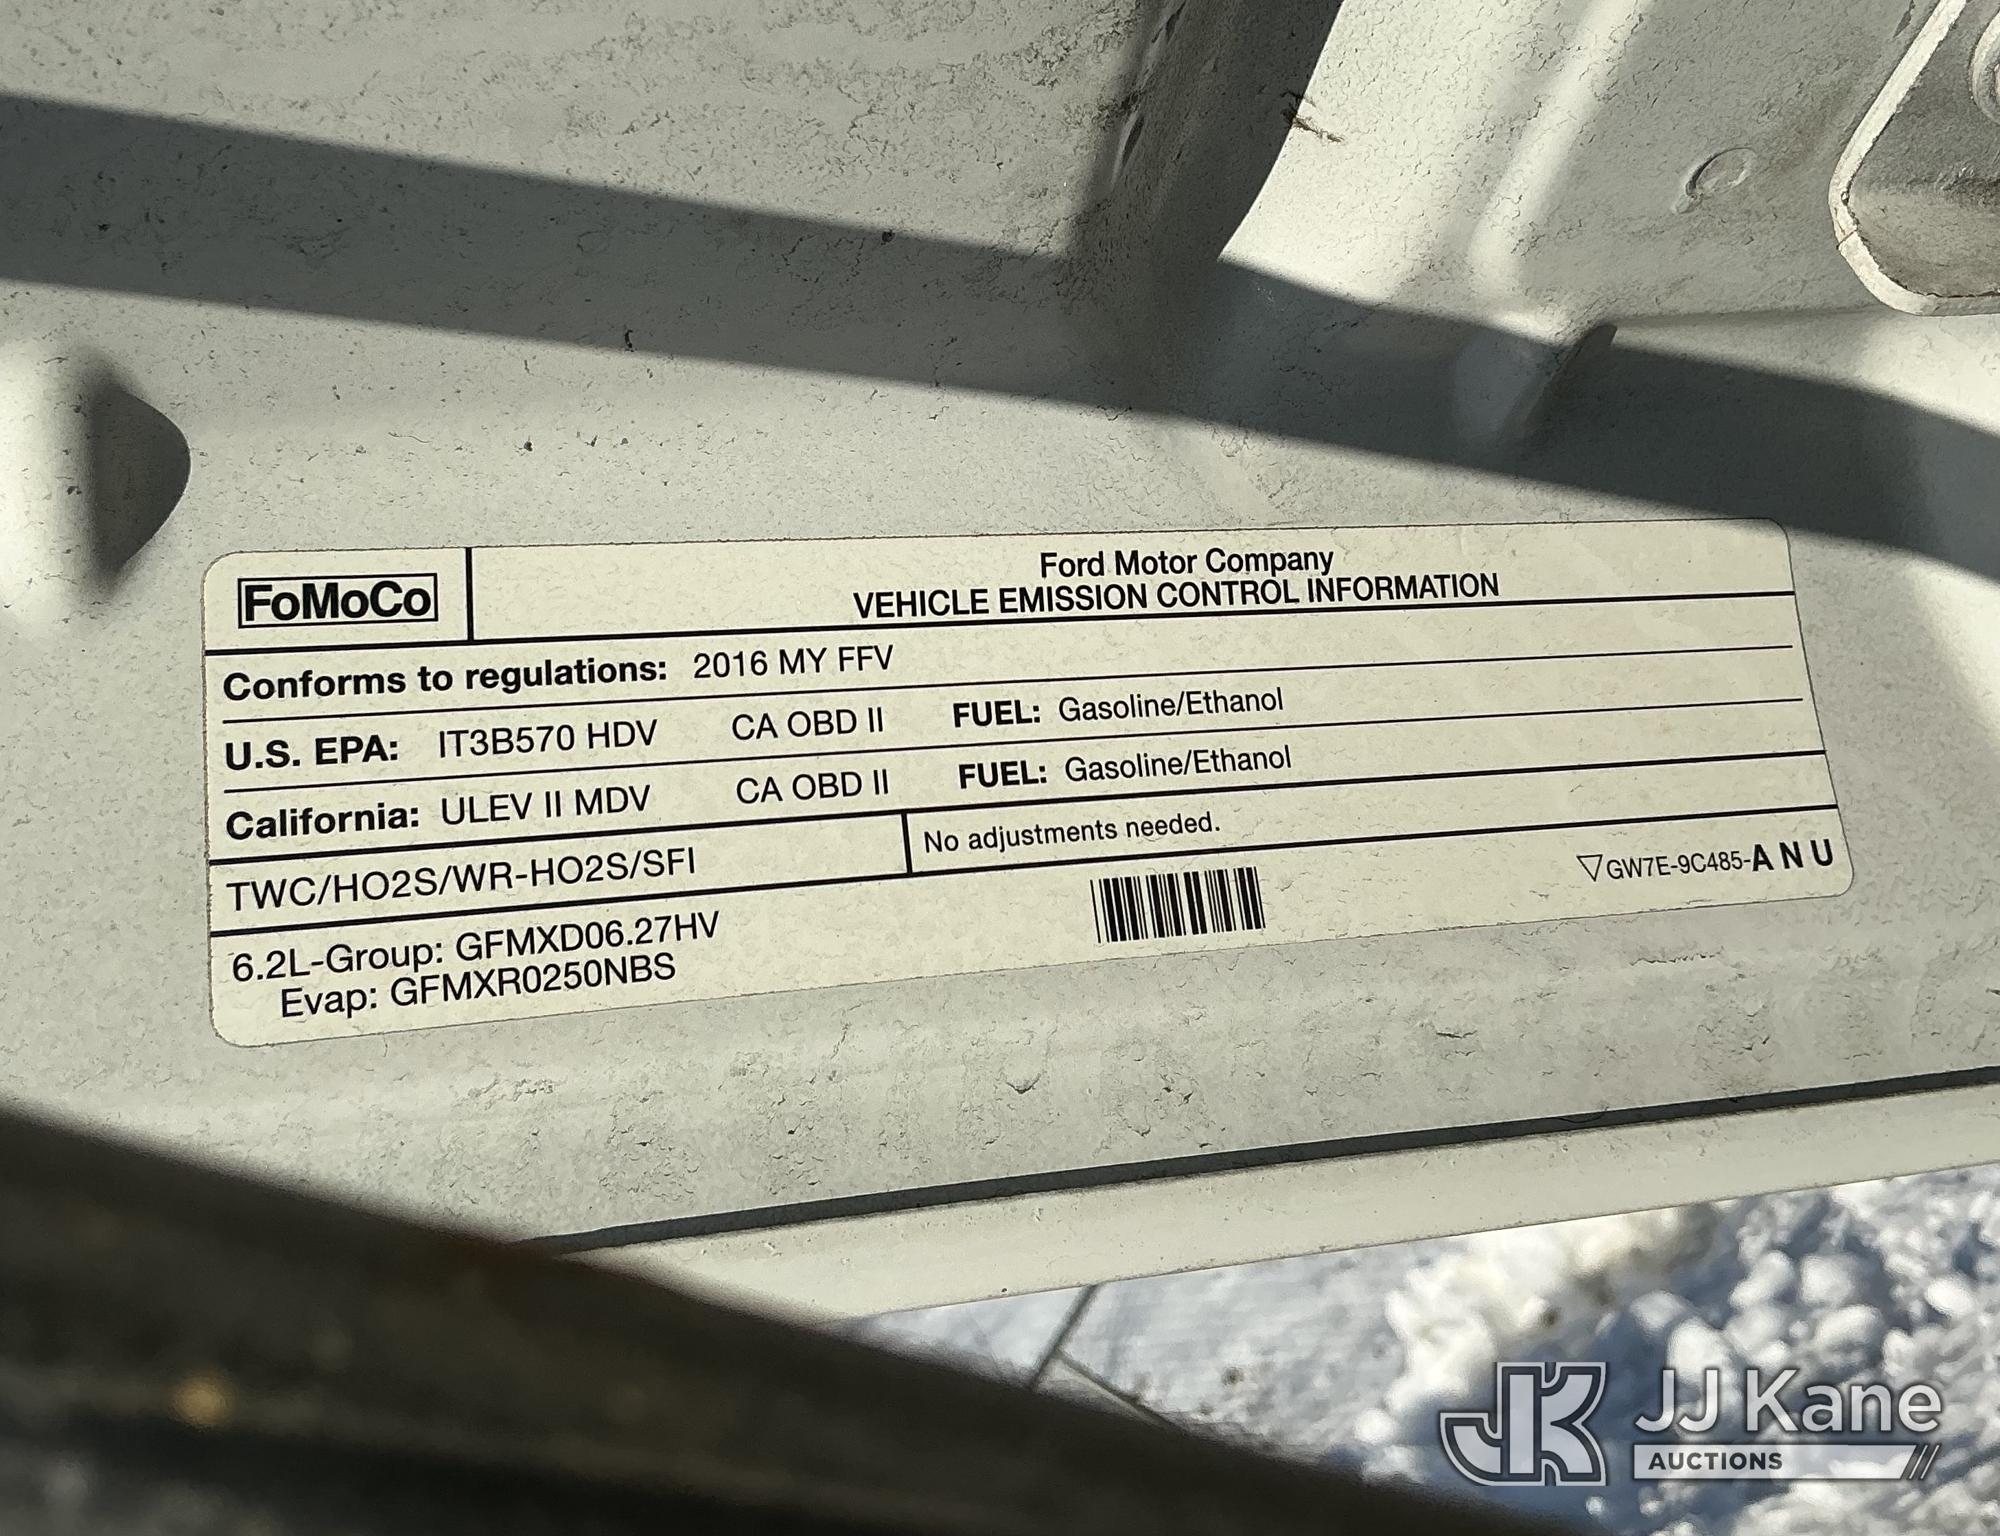 FoMoCo
Ford Motor Company
VEHICLE EMISSION CONTROL INFORMATION
Conforms to regulations: 2016 MY FFV
U.S. EPA: IT3B570 HDV CA OBD II FUEL: Gasoline/Ethanol
California: ULEV II MDV CA OBD II FUEL: Gasoline/Ethanol
TWC/HO2S/WR-HO2S/SFI No adjustments needed.
6.2L-Group: GFMXD06.27HV
Evap: GFMXR0250NBS
GW7E-9C485-A N U
JK JJ Kane
AUCTIONS